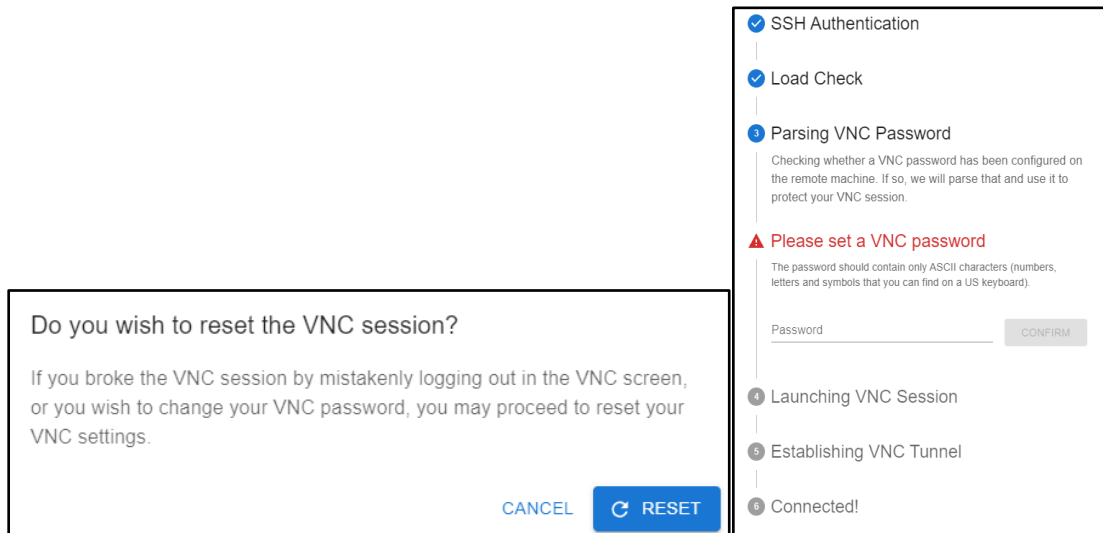 Do you wish to reset the VNC session?
If you broke the VNC session by mistakenly logging out in the VNC screen,
or you wish to change your VNC password, you may proceed to reset your
VNC settings.
CANCEL
RESET
SSH Authentication
Load Check
3 Parsing VNC Password
Checking whether a VNC password has been configured on
the remote machine. If so, we will parse that and use it to
protect your VNC session.
Please set a VNC password
The password should contain only ASCII characters (numbers,
letters and symbols that you can find on a US keyboard).
Password
CONFIRM
4 Launching VNC Session
5 Establishing VNC Tunnel
6 Connected!